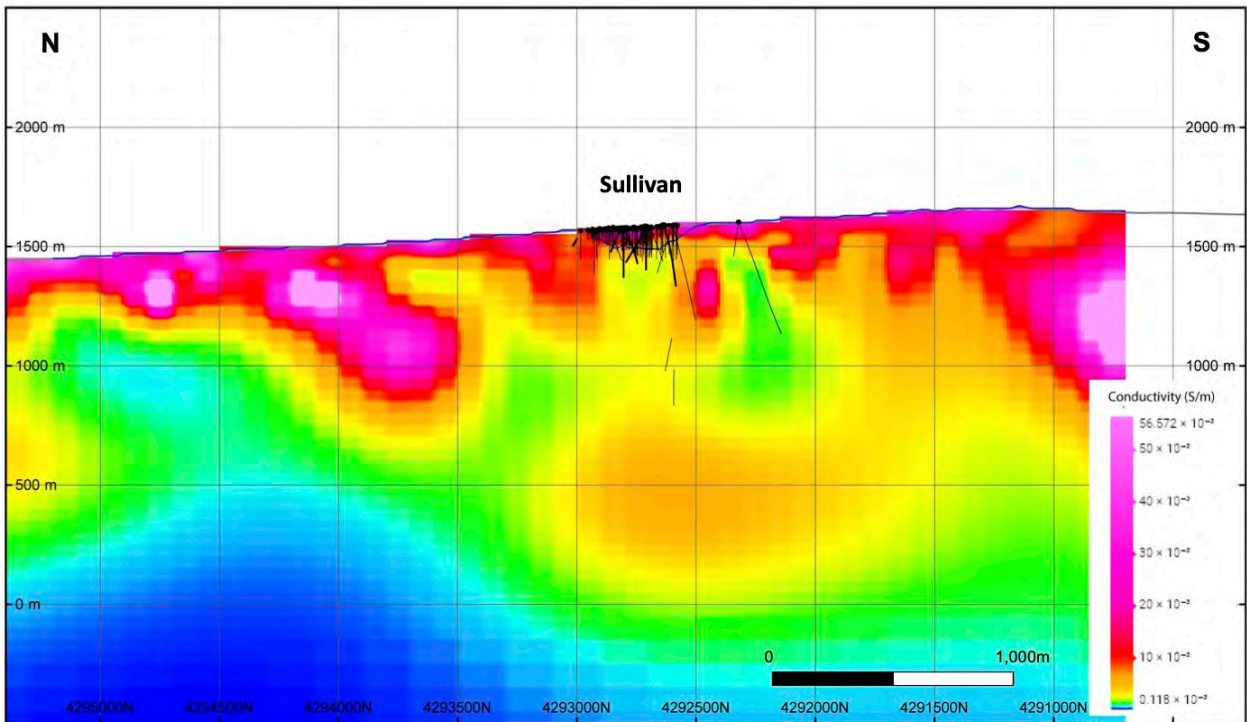 N
S
2000 m
2000 m
Sullivan
1500 m
1500 m
1000 m
1000 m
Conductivity (S/m)
56.572 × 10⁻³
50 × 10⁻³
500 m
500 m
40 × 10⁻³
30 × 10⁻³
0 m
20 × 10⁻³
0
1,000m
10 × 10⁻³
0.118 × 10⁻³
4295000N
4294500N
4294000N
4293500N
4293000N
4292500N
4292000N
4291500N
4291000N